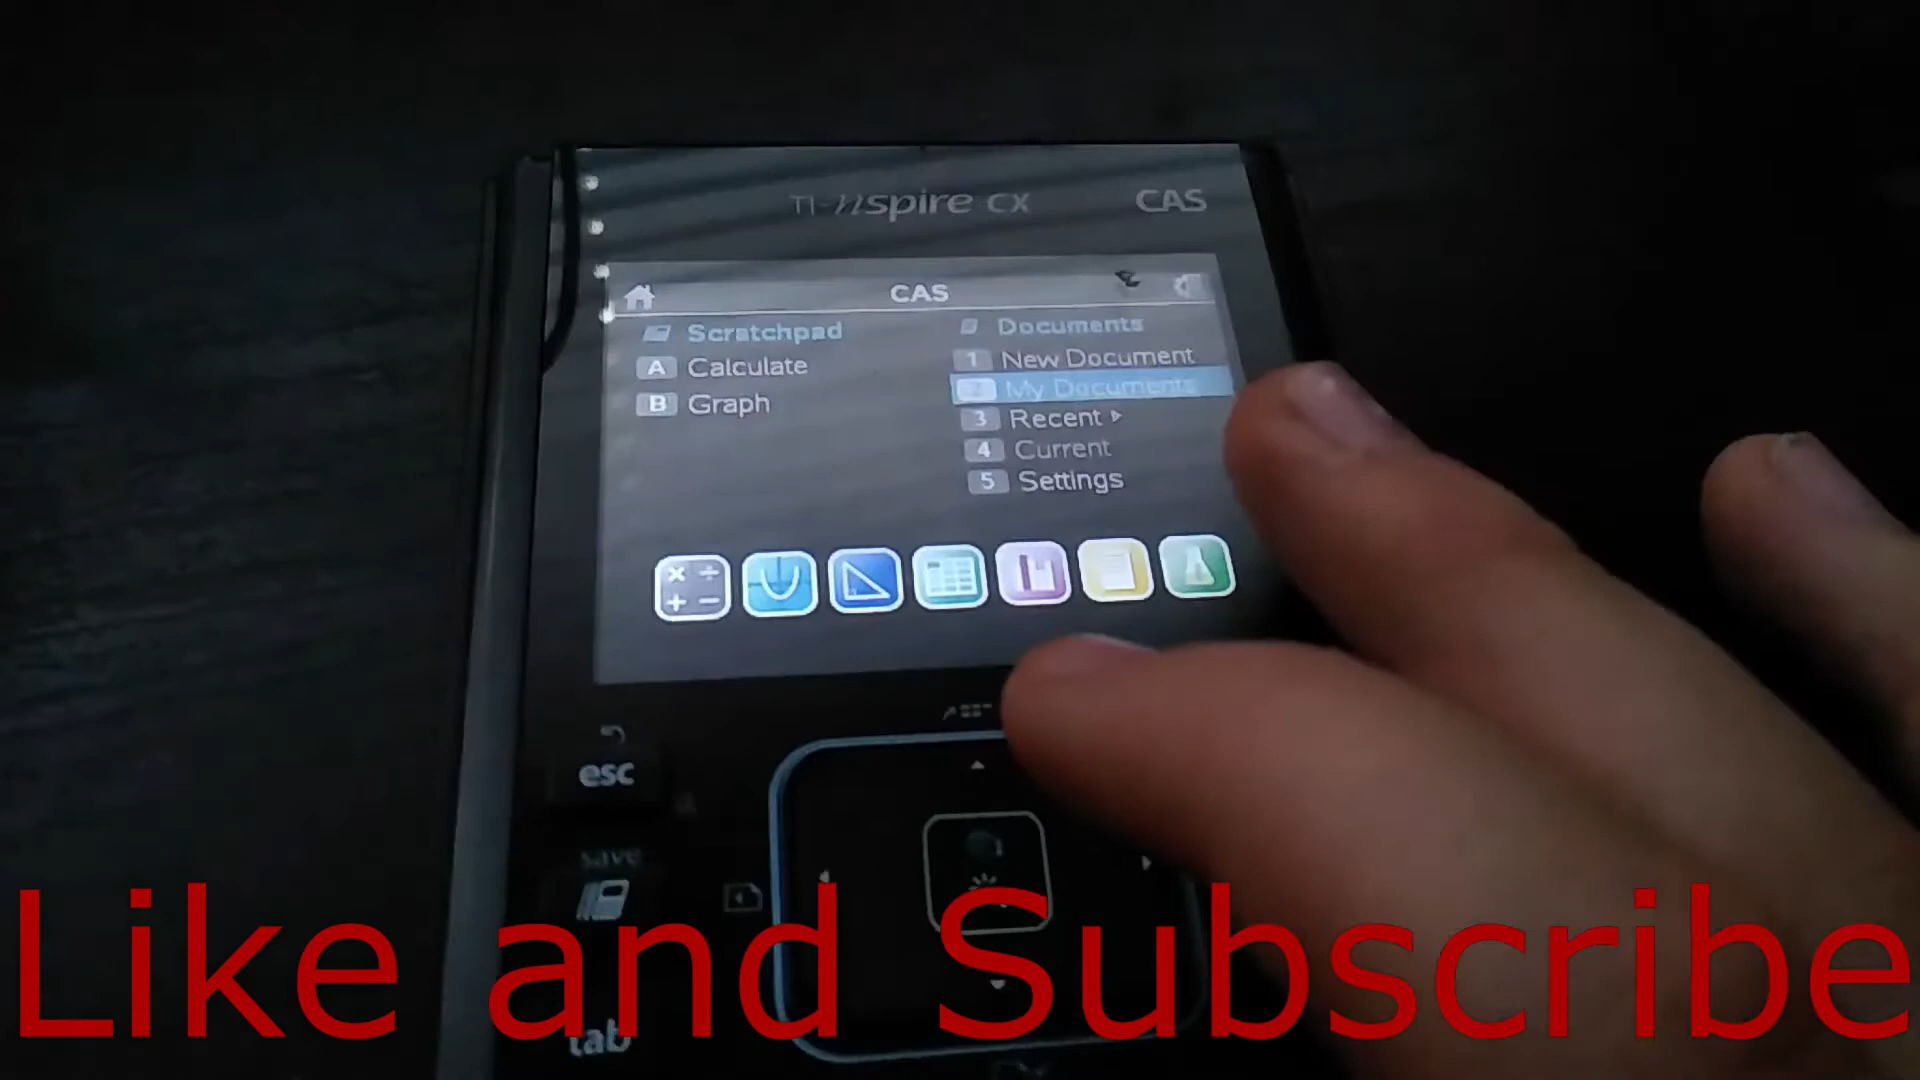 TI-nspire CX CAS
CAS
Scratchpad
A Calculate
B Graph
Documents
1 New Document
2 My Documents
3 Recent ▸
4 Current
5 Settings
esc
save
tab
Like and Subscribe